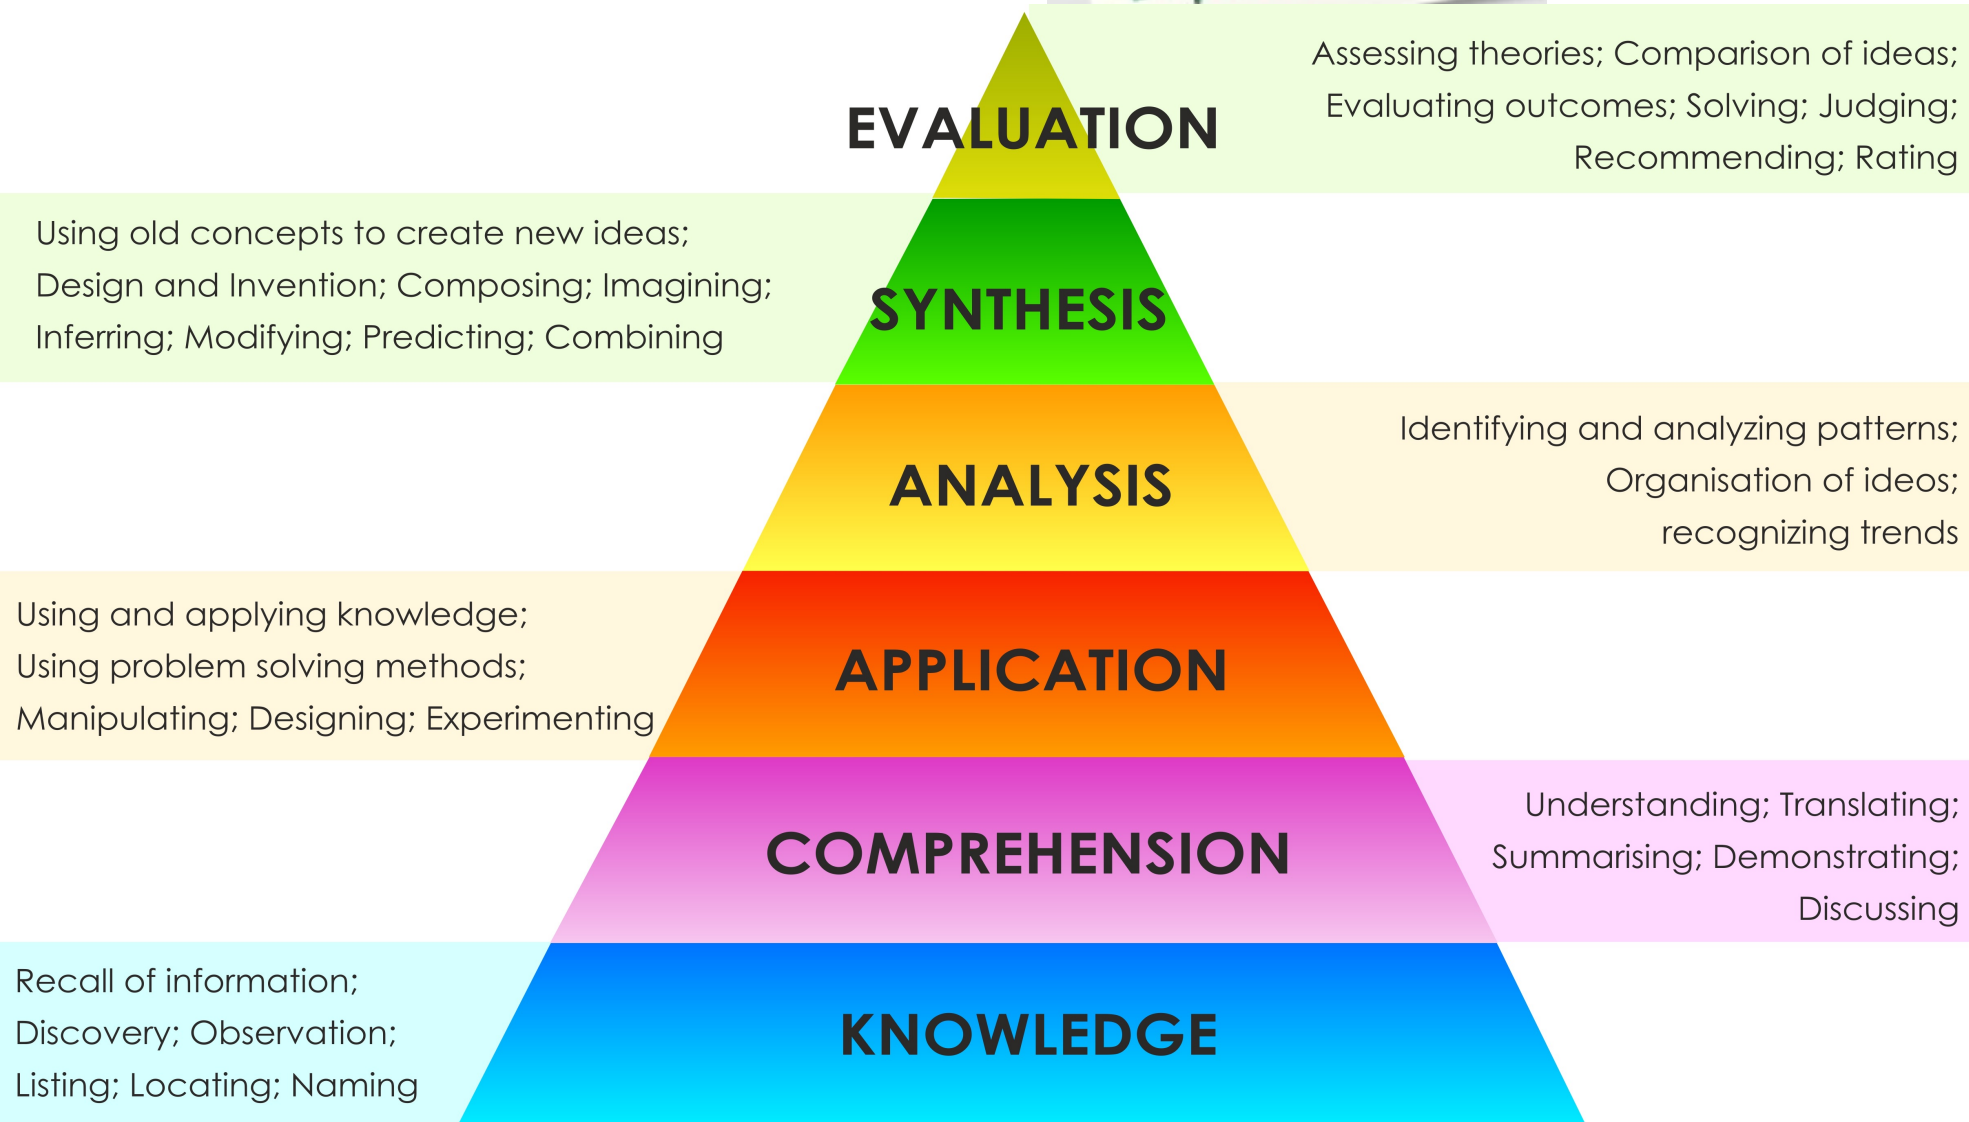 Assessing theories; Comparison of ideas;
Evaluating outcomes; Solving; Judging;
Recommending; Rating
EVALUATION
Using old concepts to create new ideas;
Design and Invention; Composing; Imagining;
Inferring; Modifying; Predicting; Combining
SYNTHESIS
Identifying and analyzing patterns;
Organisation of ideos;
recognizing trends
ANALYSIS
Using and applying knowledge;
Using problem solving methods;
Manipulating; Designing; Experimenting
APPLICATION
Understanding; Translating;
Summarising; Demonstrating;
Discussing
COMPREHENSION
Recall of information;
Discovery; Observation;
Listing; Locating; Naming
KNOWLEDGE